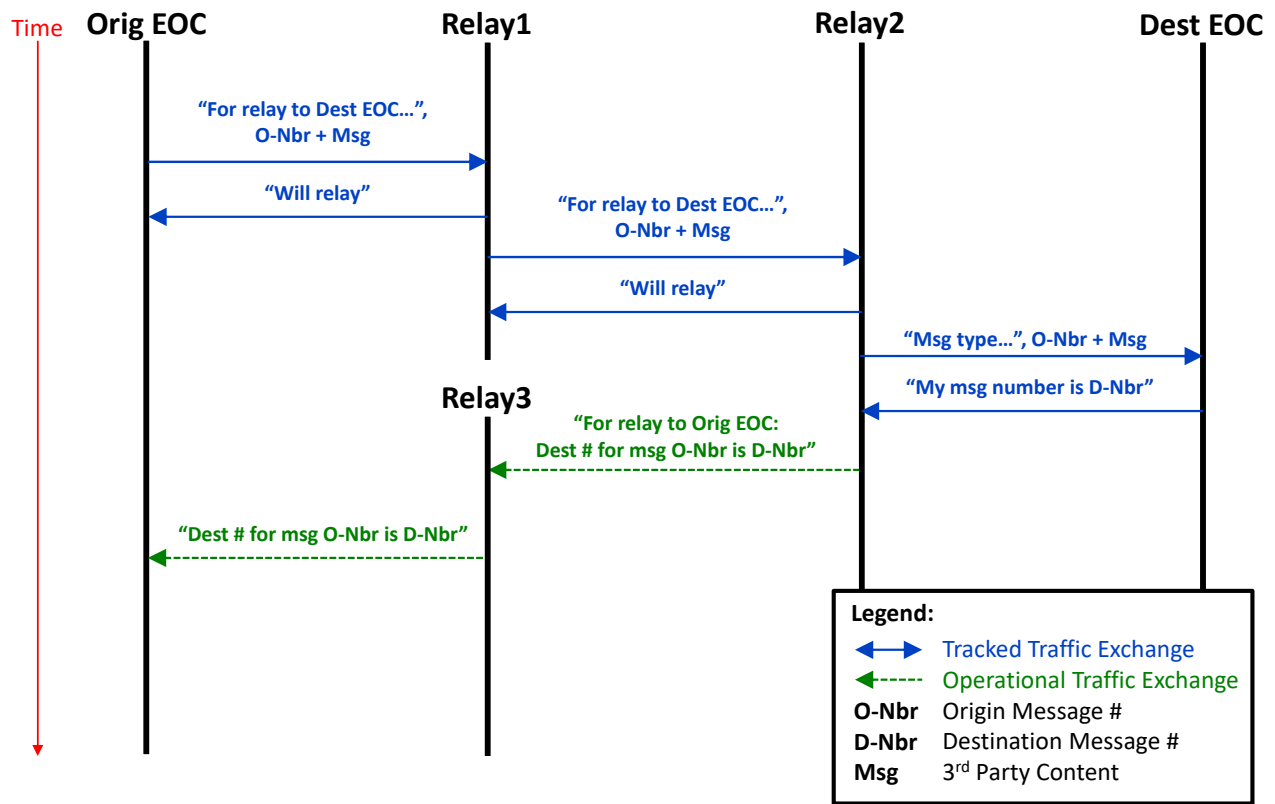 Time
Orig EOC
Relay1
Relay2
Dest EOC
“For relay to Dest EOC...”,
O-Nbr + Msg
“Will relay”
“For relay to Dest EOC...”,
O-Nbr + Msg
“Will relay”
“Msg type...”, O-Nbr + Msg
“My msg number is D-Nbr”
Relay3
“For relay to Orig EOC:
Dest # for msg O-Nbr is D-Nbr”
“Dest # for msg O-Nbr is D-Nbr”
Legend:
Tracked Traffic Exchange
Operational Traffic Exchange
O-Nbr Origin Message #
D-Nbr Destination Message #
Msg 3rd Party Content